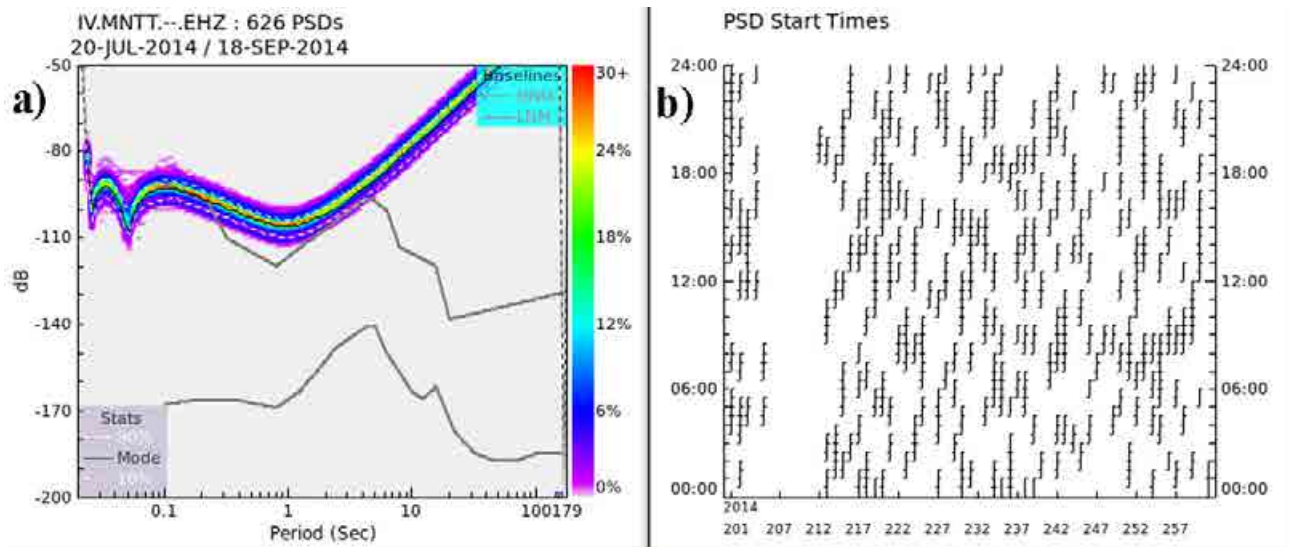 IV.MNTT.--.EHZ : 626 PSDs
20-JUL-2014 / 18-SEP-2014
a)
-50
-80
-110
-140
-170
-200
dB
Baselines
HNM
LNM
Stats
90%
Mode
10%
0.1
1
10
100179
Period (Sec)
30+
24%
18%
12%
6%
0%
PSD Start Times
b)
24:00
18:00
12:00
06:00
00:00
24:00
18:00
12:00
06:00
00:00
2014
201 207 212 217 222 227 232 237 242 247 252 257